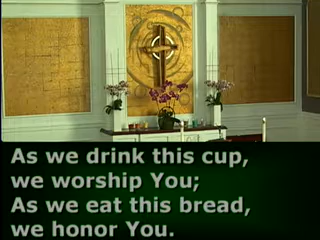 As we drink this cup,
we worship You;
As we eat this bread,
we honor You.